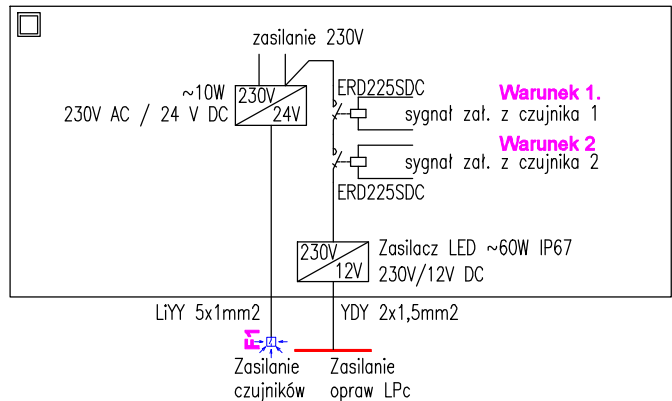 zasilanie 230V
~10W
230V AC / 24 V DC
230V
24V
ERD225SDC
Warunek 1.
sygnał zał. z czujnika 1
Warunek 2
sygnał zał. z czujnika 2
ERD225SDC
230V
12V
Zasilacz LED ~60W IP67
230V/12V DC
LiYY 5x1mm2
YDY 2x1,5mm2
F1
Zasilanie
czujników
Zasilanie
opraw LPc